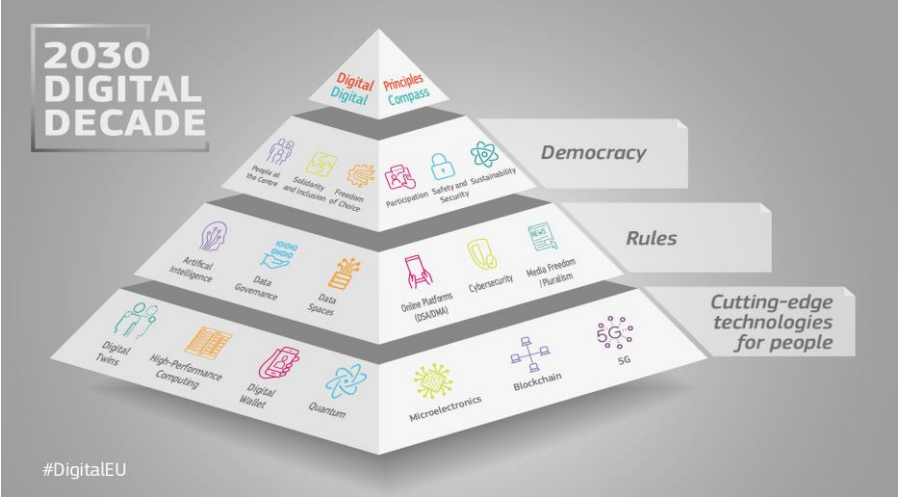 2030
DIGITAL
DECADE
Digital Principles
Digital Compass
People at
the Centre
Solidarity
and Inclusion
Freedom
of Choice
Participation
Safety and
Security
Sustainability
Democracy
Artifical
Intelligence
Data
Governance
Data
Spaces
Online Platforms
(DSA/DMA)
Cybersecurity
NEWS
Media Freedom
/Pluralism
Rules
Digital
Twins
High-Performance
Computing
Digital
Wallet
Quantum
Microelectronics
Blockchain
5G
5G
Cutting-edge
technologies
for people
#DigitalEU